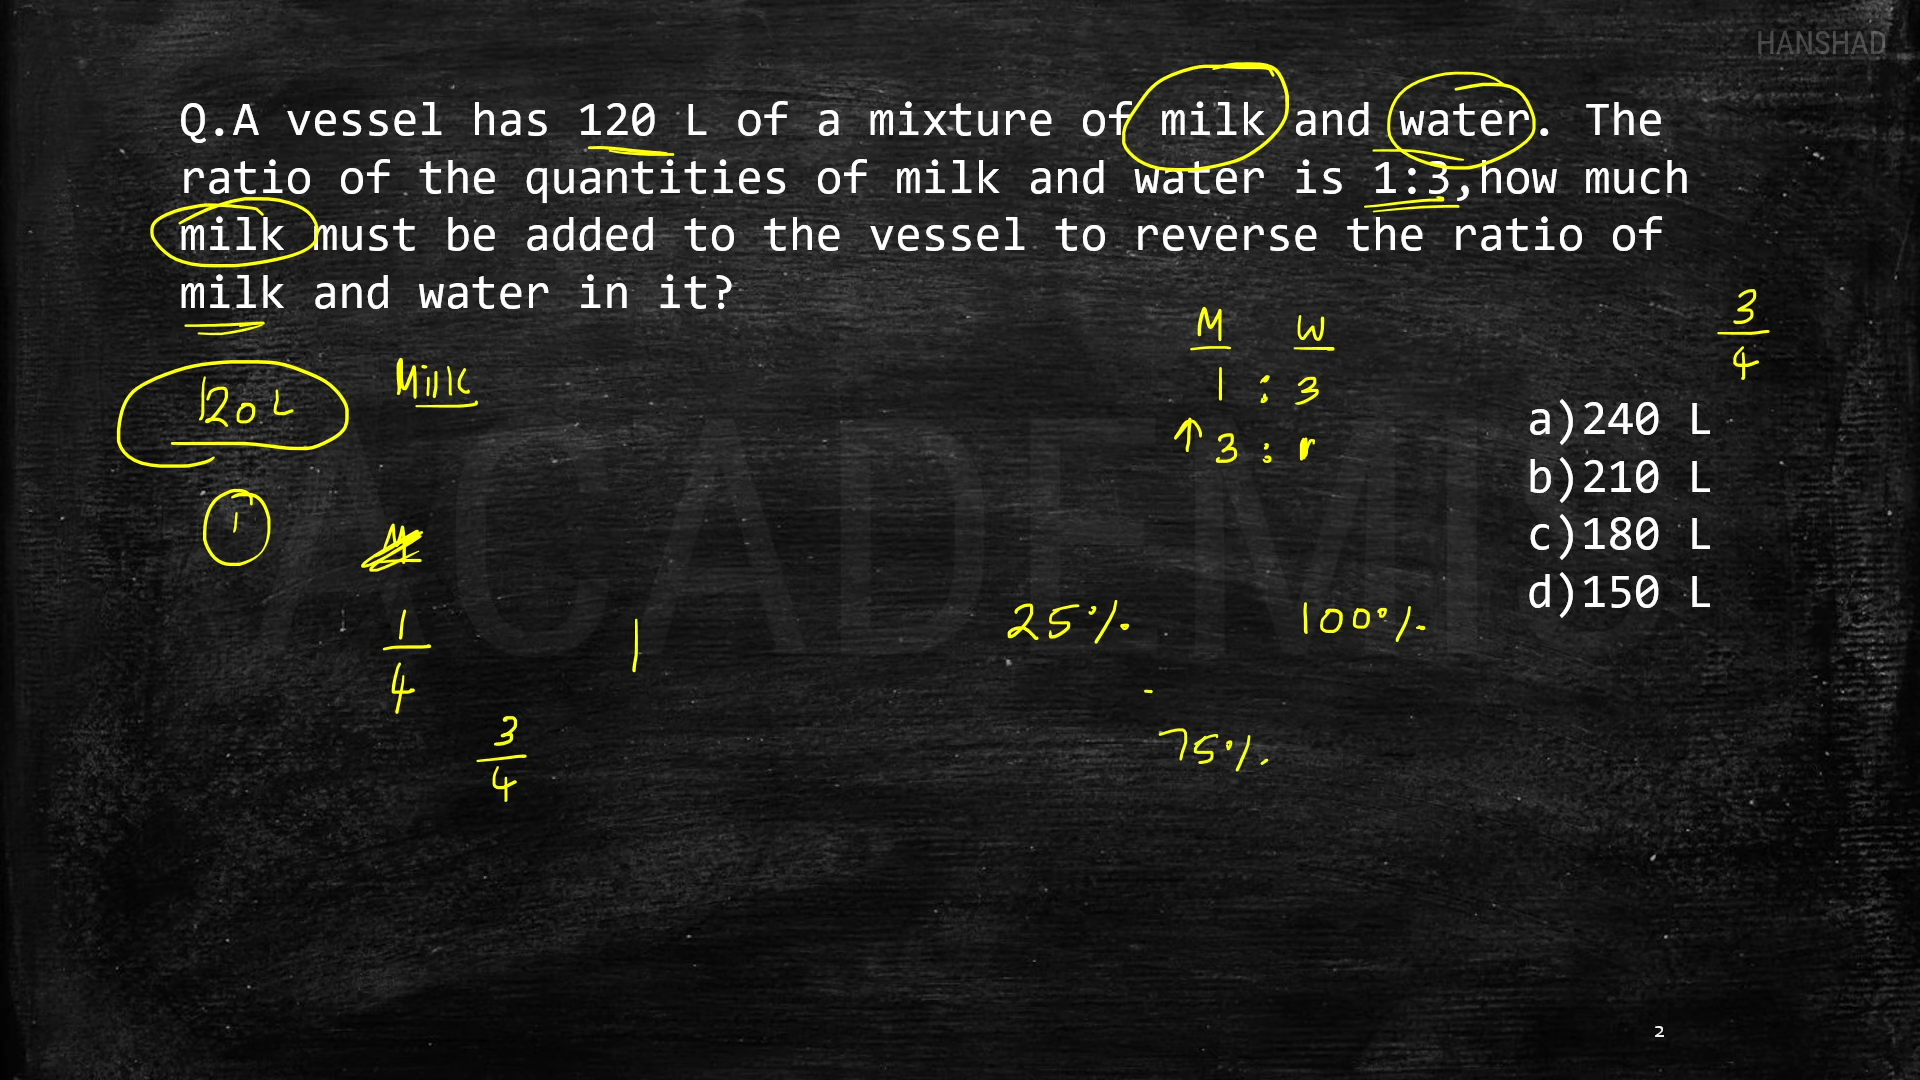 HANSHAD
Q.A vessel has 120 L of a mixture of milk and water. The
ratio of the quantities of milk and water is 1:3,how much
milk must be added to the vessel to reverse the ratio of
milk and water in it?
M : W
1 : 3
3 :
3/4
120 L
Milk
a)240 L
b)210 L
c)180 L
d)150 L
1
1/4
1
25%
100%
3/4
75%
ACADEMI
2